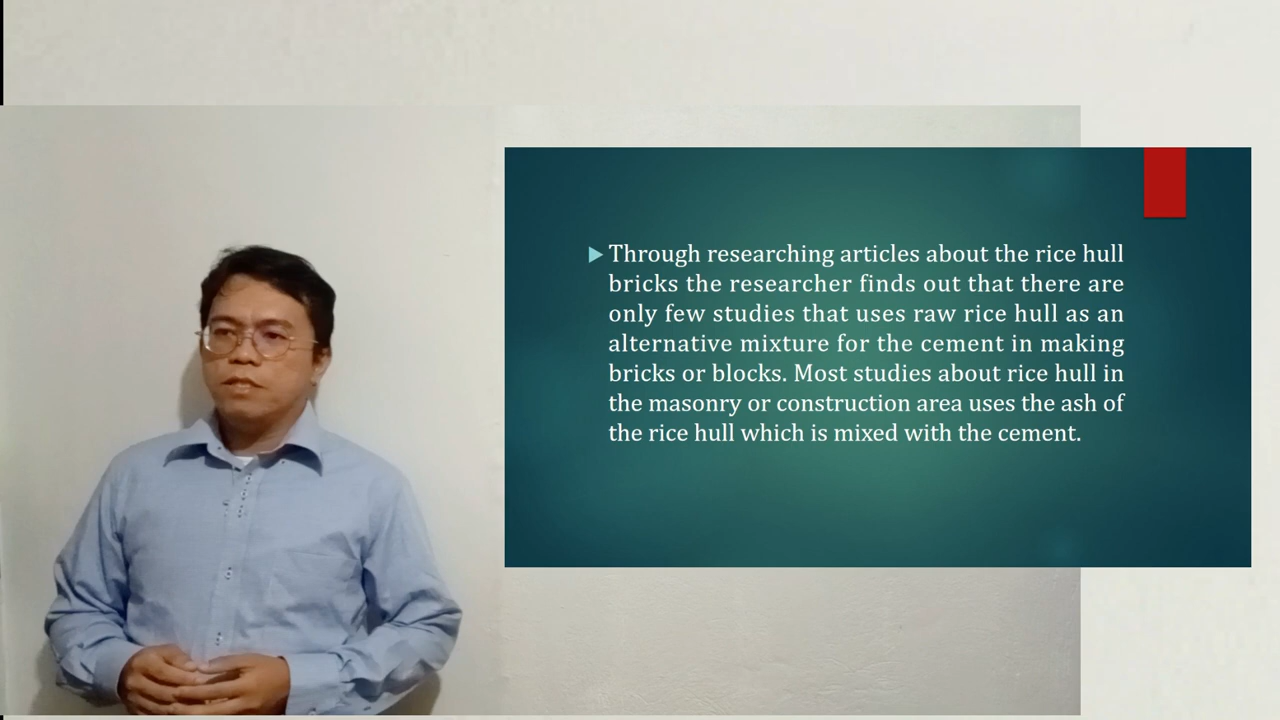 Through researching articles about the rice hull
bricks the researcher finds out that there are
only few studies that uses raw rice hull as an
alternative mixture for the cement in making
bricks or blocks. Most studies about rice hull in
the masonry or construction area uses the ash of
the rice hull which is mixed with the cement.